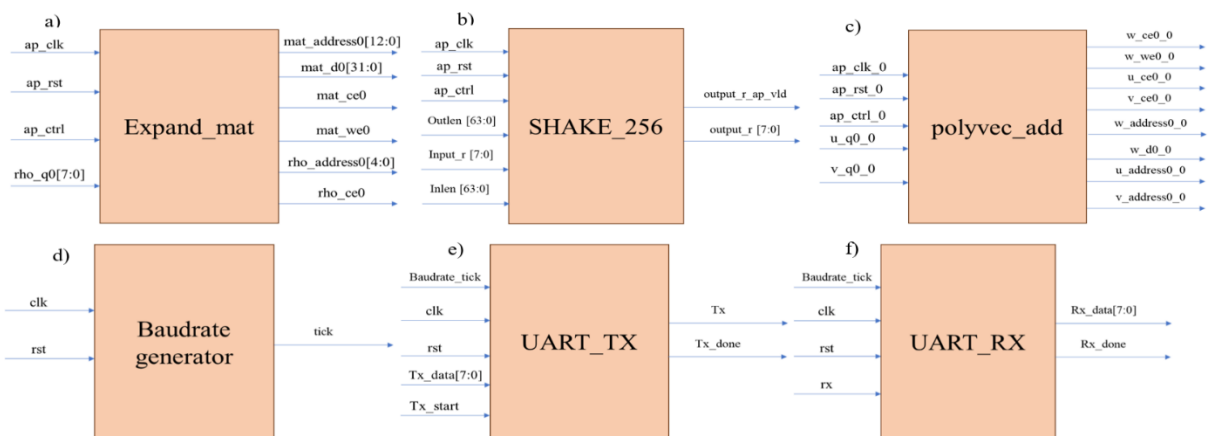 a)
ap_clk
ap_rst
ap_ctrl
rho_q0[7:0]
Expand_mat
mat_address0[12:0]
mat_d0[31:0]
mat_ce0
mat_we0
rho_address0[4:0]
rho_ce0
b)
ap_clk
ap_rst
ap_ctrl
Outlen [63:0]
Input_r [7:0]
Inlen [63:0]
SHAKE_256
output_r_ap_vld
output_r [7:0]
c)
ap_clk_0
ap_rst_0
ap_ctrl_0
u_q0_0
v_q0_0
polyvec_add
w_ce0_0
w_we0_0
u_ce0_0
v_ce0_0
w_address0_0
w_d0_0
u_address0_0
v_address0_0
d)
clk
rst
Baudrate
generator
tick
e)
Baudrate_tick
clk
rst
Tx_data[7:0]
Tx_start
UART_TX
Tx
Tx_done
f)
Baudrate_tick
clk
rst
rx
UART_RX
Rx_data[7:0]
Rx_done